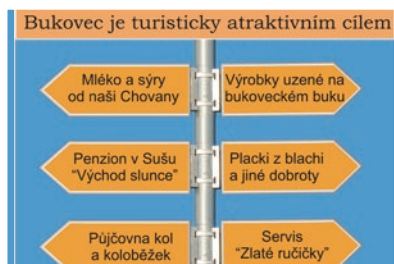 Bukovec je turisticky atraktivním cílem
Mléko a sýry
od naši Chovany
Výrobky uzené na
bukoveckém buku
Penzion v Sušu
"Východ slunce"
Placki z blachi
a jiné dobroty
Půjčovna kol
a koloběžek
Servis
"Zlaté ručičky"